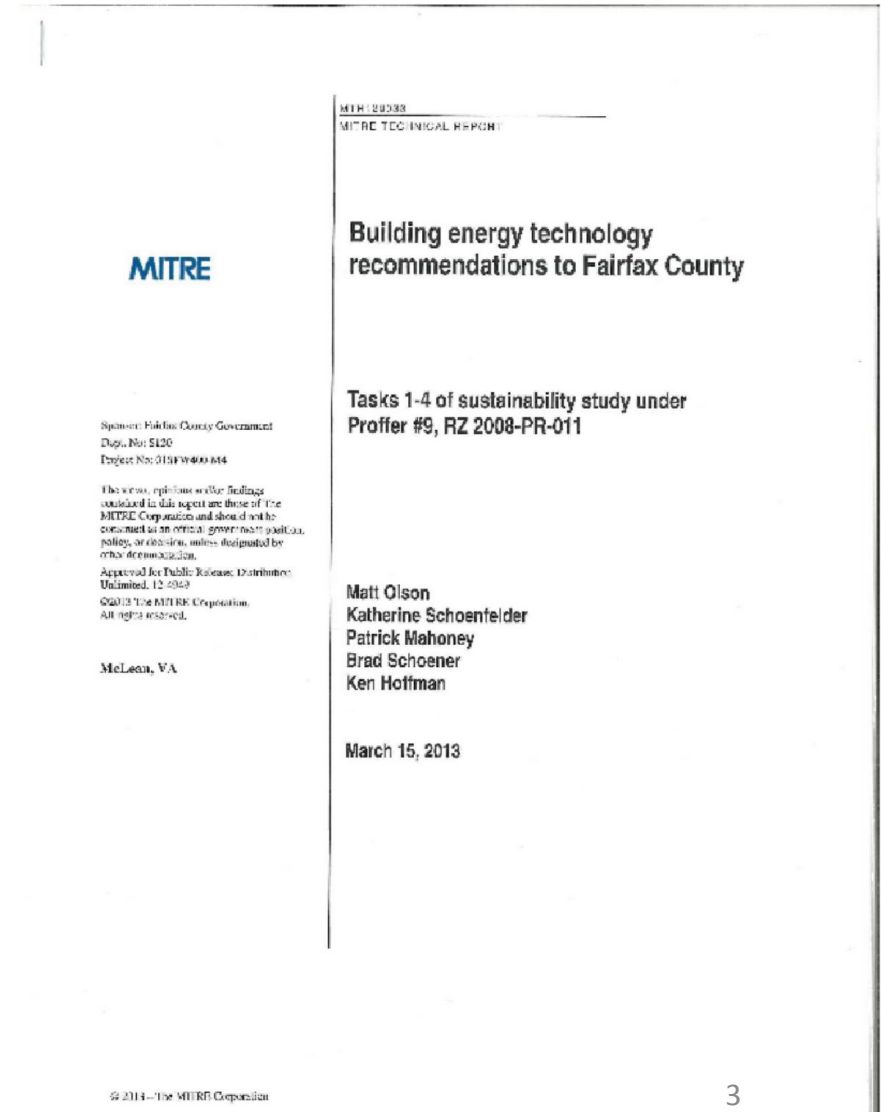 MTR120033
MITRE TECHNICAL REPORT
MITRE
Building energy technology
recommendations to Fairfax County
Tasks 1-4 of sustainability study under
Proffer #9, RZ 2008-PR-011
Sponsor: Fairfax County Government
Dept. No: S120
Project No:
The views, opinions and/or findings
contained in this report are those of The
MITRE Corporation and should not be
construed as an official government position,
policy, or decision, unless designated by
other documentation.
Approved for Public Release; Distribution
Unlimited. 12-4949
©2013 The MITRE Corporation.
All rights reserved.
McLean, VA
Matt Olson
Katherine Schoenfelder
Patrick Mahoney
Brad Schoener
Ken Hoffman
March 15, 2013
© 2013 – The MITRE Corporation
3